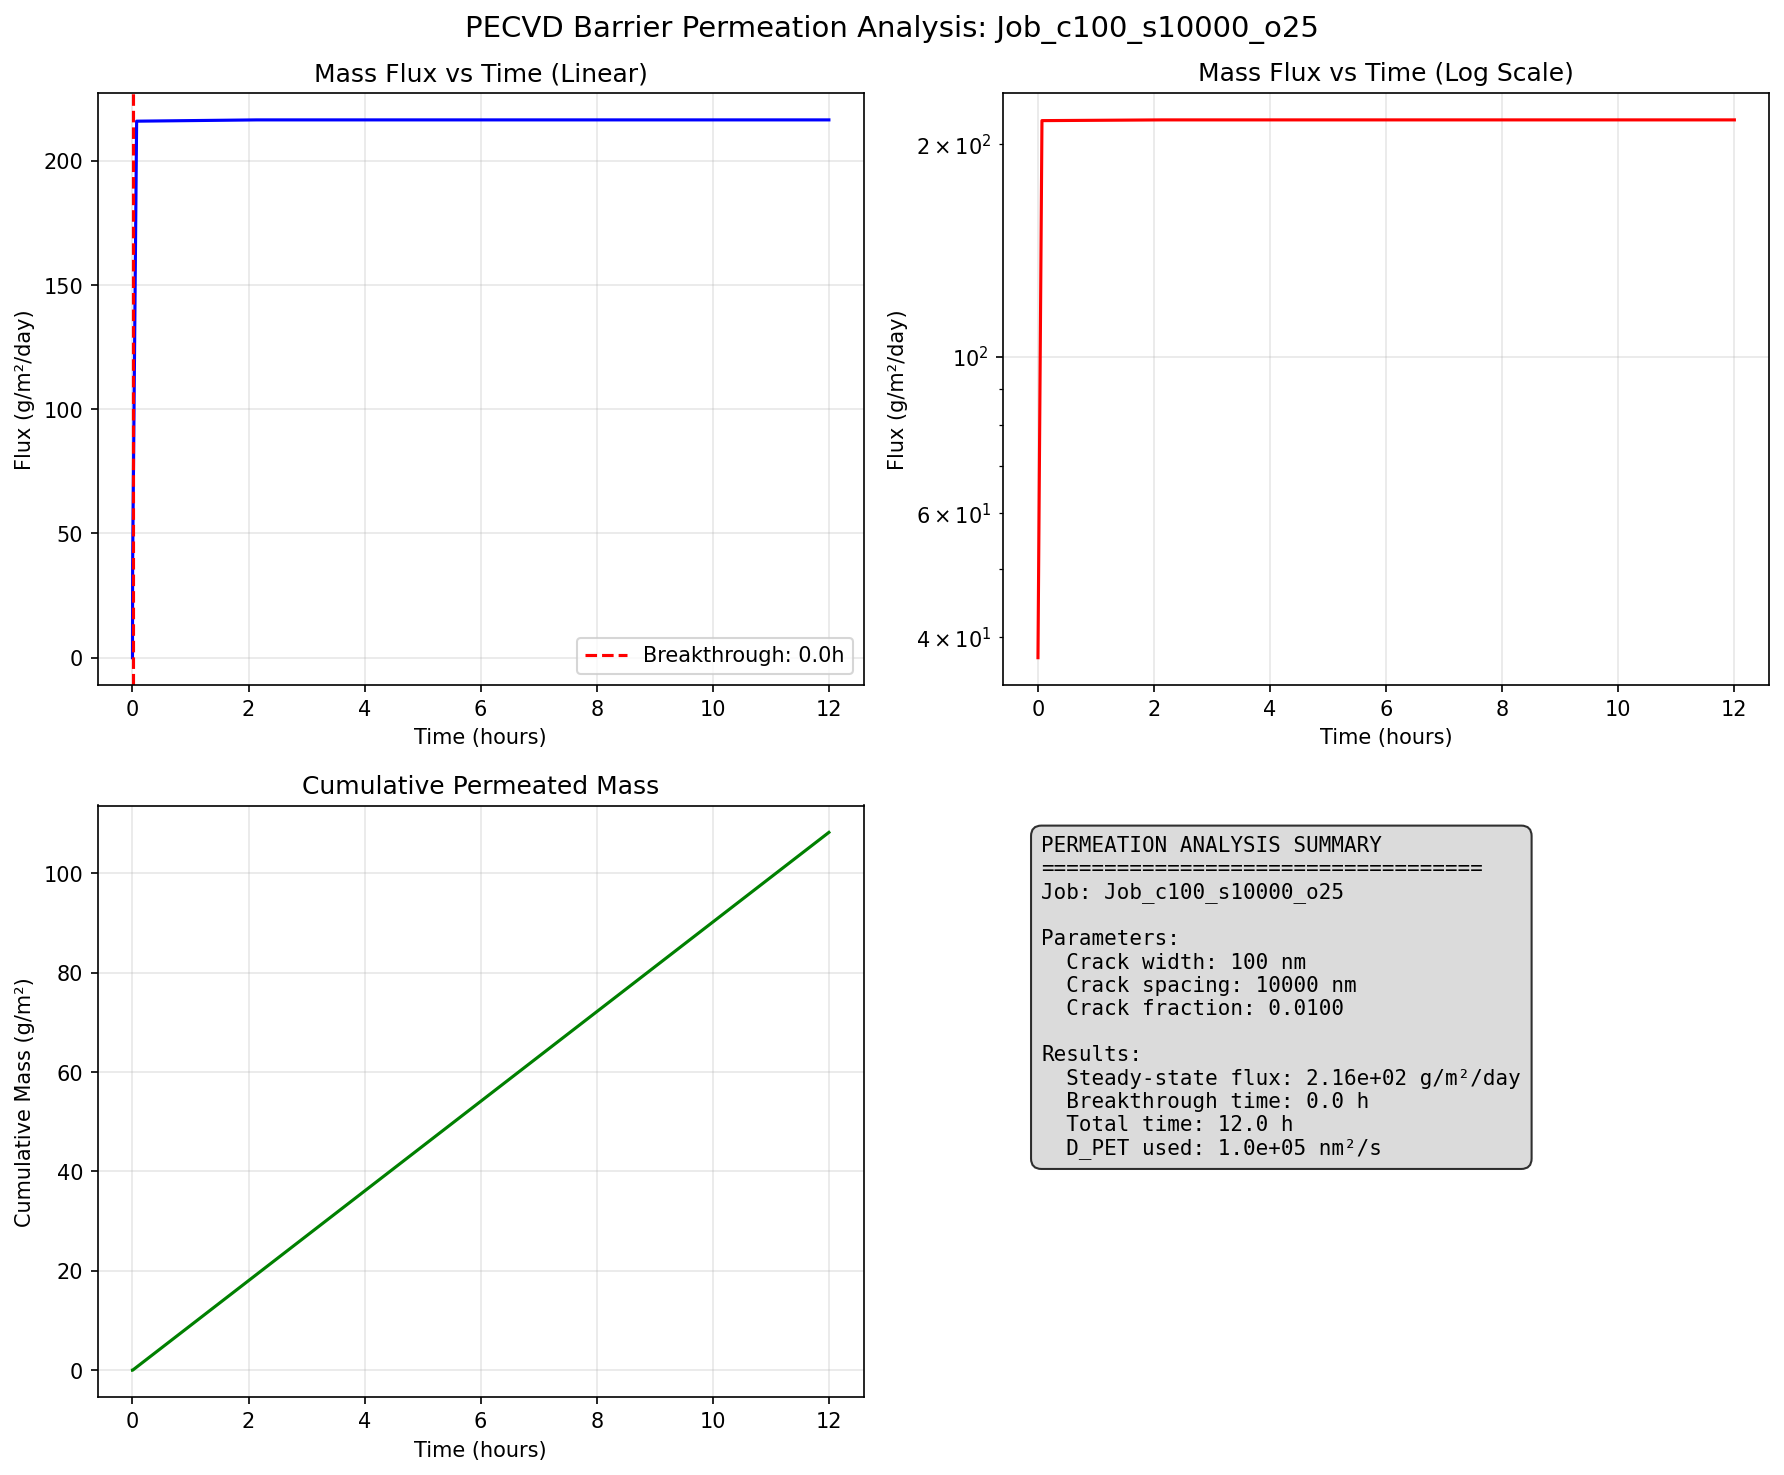 PECVD Barrier Permeation Analysis: Job_c100_s10000_o25
Mass Flux vs Time (Linear)
Flux (g/m²/day)
200
150
100
50
0
0 2 4 6 8 10 12
Time (hours)
Breakthrough: 0.0h
Mass Flux vs Time (Log Scale)
Flux (g/m²/day)
2 × 10²
10²
6 × 10¹
4 × 10¹
0 2 4 6 8 10 12
Time (hours)
Cumulative Permeated Mass
Cumulative Mass (g/m²)
100
80
60
40
20
0
0 2 4 6 8 10 12
Time (hours)
PERMEATION ANALYSIS SUMMARY
===================================
Job: Job_c100_s10000_o25
Parameters:
Crack width: 100 nm
Crack spacing: 10000 nm
Crack fraction: 0.0100
Results:
Steady-state flux: 2.16e+02 g/m²/day
Breakthrough time: 0.0 h
Total time: 12.0 h
D_PET used: 1.0e+05 nm²/s